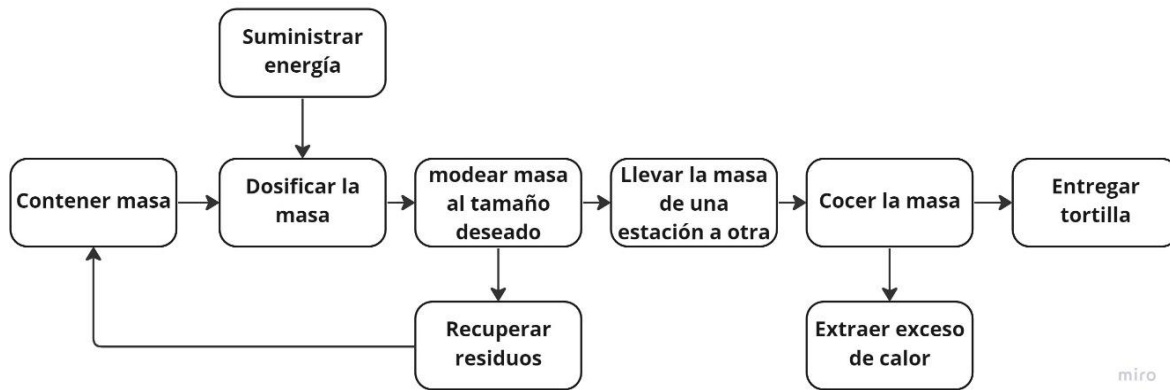 Suministrar
energía
Contener masa
Dosificar la
masa
modear masa
al tamaño
deseado
Llevar la masa
de una
estación a otra
Cocer la masa
Entregar
tortilla
Recuperar
residuos
Extraer exceso
de calor
miro